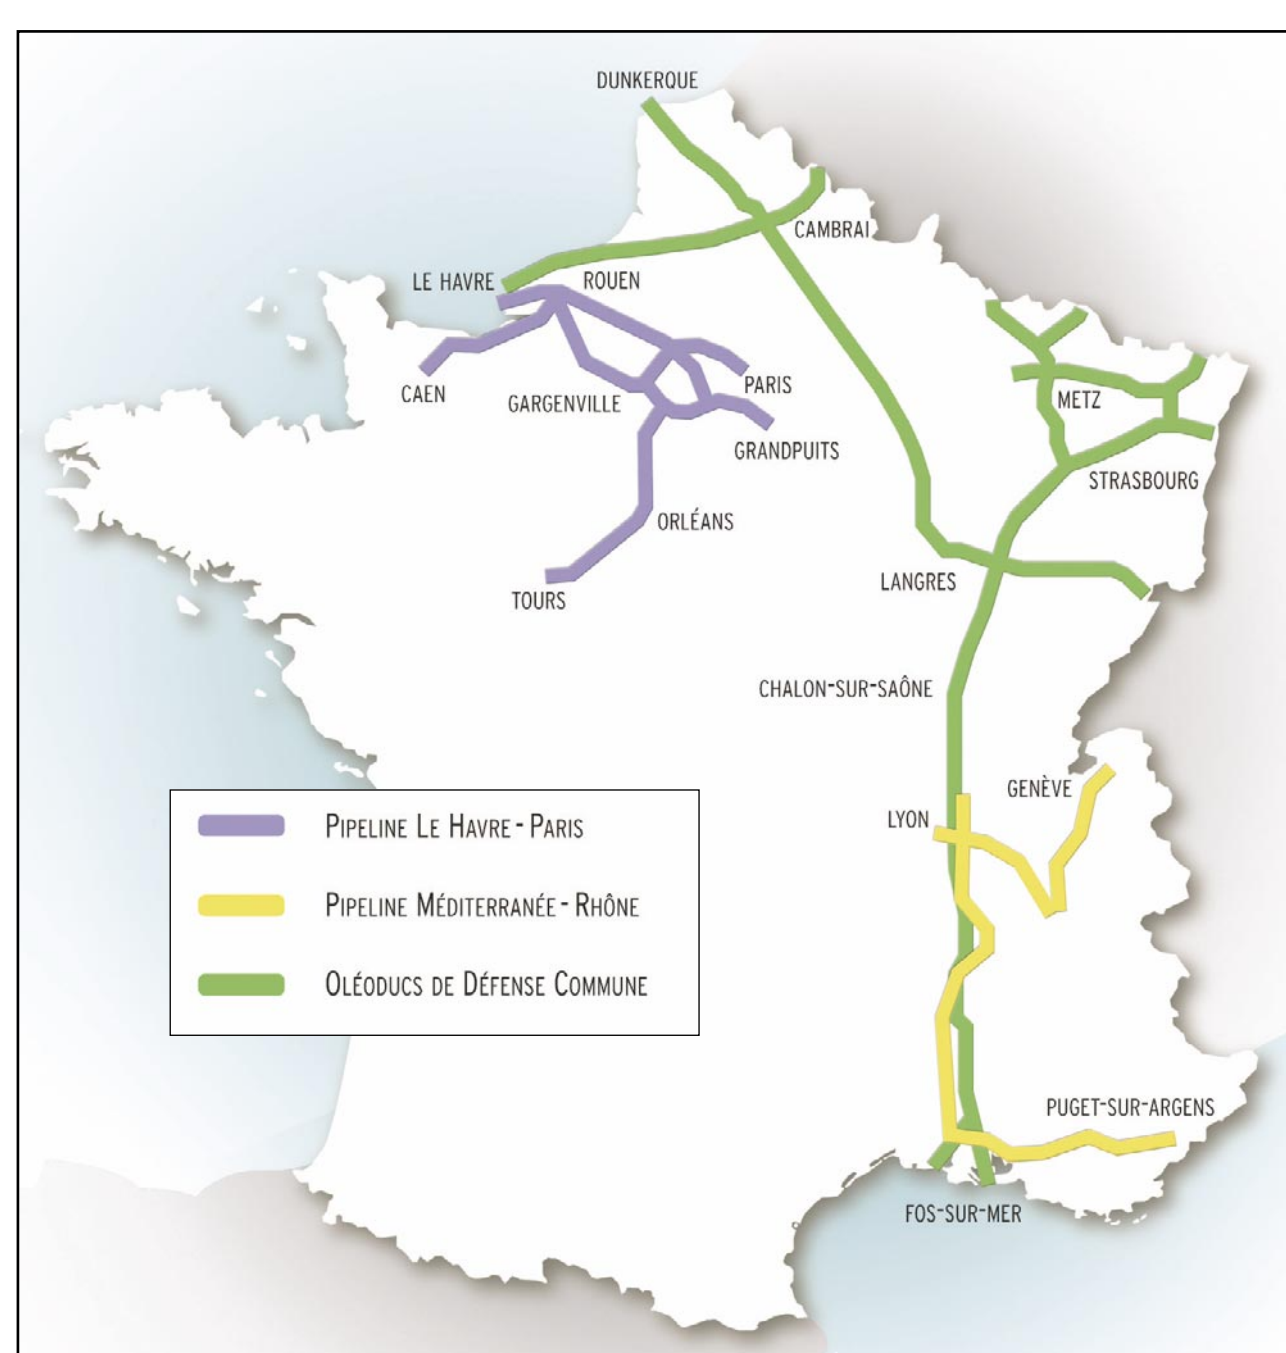 DUNKERQUE
CAMBRAI
LE HAVRE
ROUEN
CAEN
GARGENVILLE
PARIS
METZ
GRANDPUITS
STRASBOURG
ORLÉANS
LANGRES
TOURS
CHALON-SUR-SAÔNE
GENÈVE
LYON
PIPELINE LE HAVRE - PARIS
PIPELINE MÉDITERRANÉE - RHÔNE
OLÉODUCS DE DÉFENSE COMMUNE
PUGET-SUR-ARGENS
FOS-SUR-MER